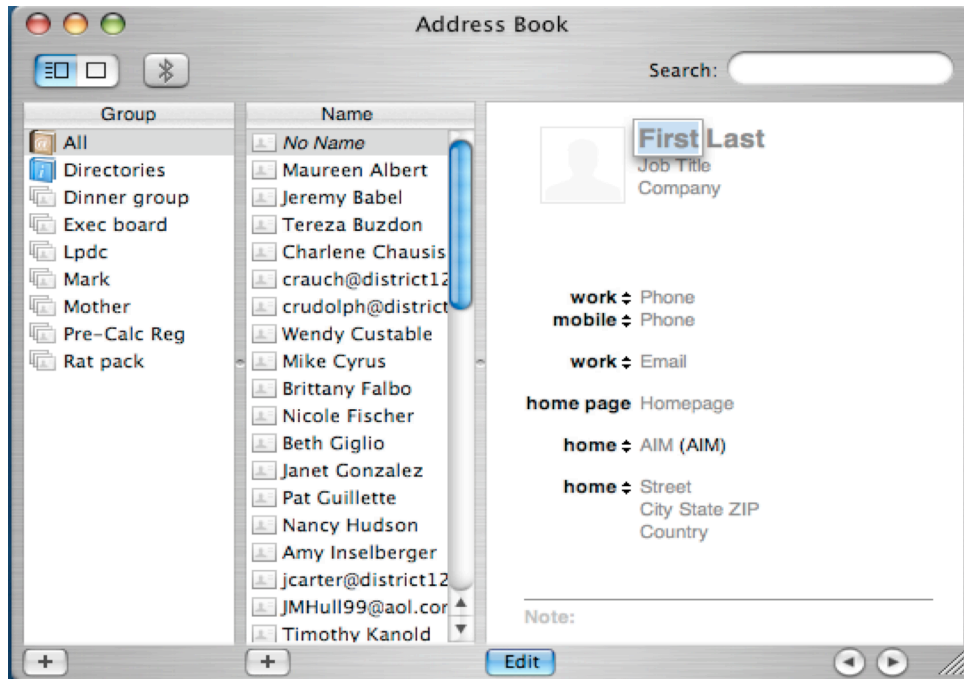 Address Book
Search:
Group
All
Directories
Dinner group
Exec board
Lpdc
Mark
Mother
Pre-Calc Reg
Rat pack
Name
No Name
Maureen Albert
Jeremy Babel
Tereza Buzdon
Charlene Chausis
crauch@district12
crudolph@district
Wendy Custable
Mike Cyrus
Brittany Falbo
Nicole Fischer
Beth Giglio
Janet Gonzalez
Pat Guillette
Nancy Hudson
Amy Inselberger
jcarter@district12
JMHull99@aol.cor
Timothy Kanold
First Last
Job Title
Company
work Phone
mobile Phone
work Email
home page Homepage
home AIM (AIM)
home Street
City State ZIP
Country
Note:
+
+
Edit